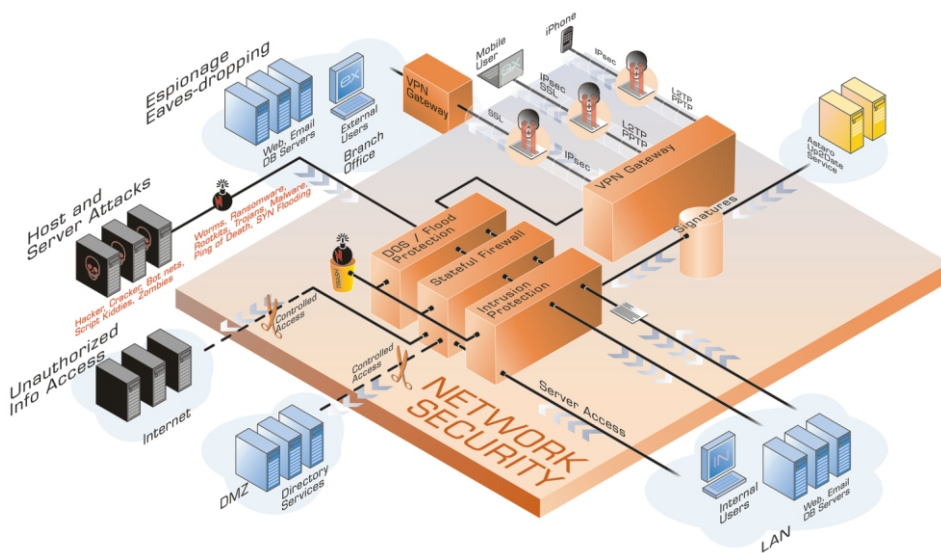 Espionage
Eaves-dropping
Web, Email
DB Servers
External
Users
Branch
Office
VPN
Gateway
Mobile
User
iPhone
SSL
IPsec
IPsec
SSL
L2TP
PPTP
IPsec
L2TP
PPTP
VPN Gateway
Astaro
Up2Date
Service
Signatures
Host and
Server Attacks
Worms, Ransomware,
Rootkits, Trojans, Malware,
Ping of Death, SYN Flooding
Hacker, Cracker, Bot nets,
Script Kiddies, Zombies
DOS / Flood
Protection
Stateful Firewall
Intrusion
Protection
Unauthorized
Info Access
Internet
Controlled
Access
Controlled
Access
DMZ
Directory
Services
NETWORK
SECURITY
Server Access
IN
Internal
Users
Web, Email
DB Servers
LAN